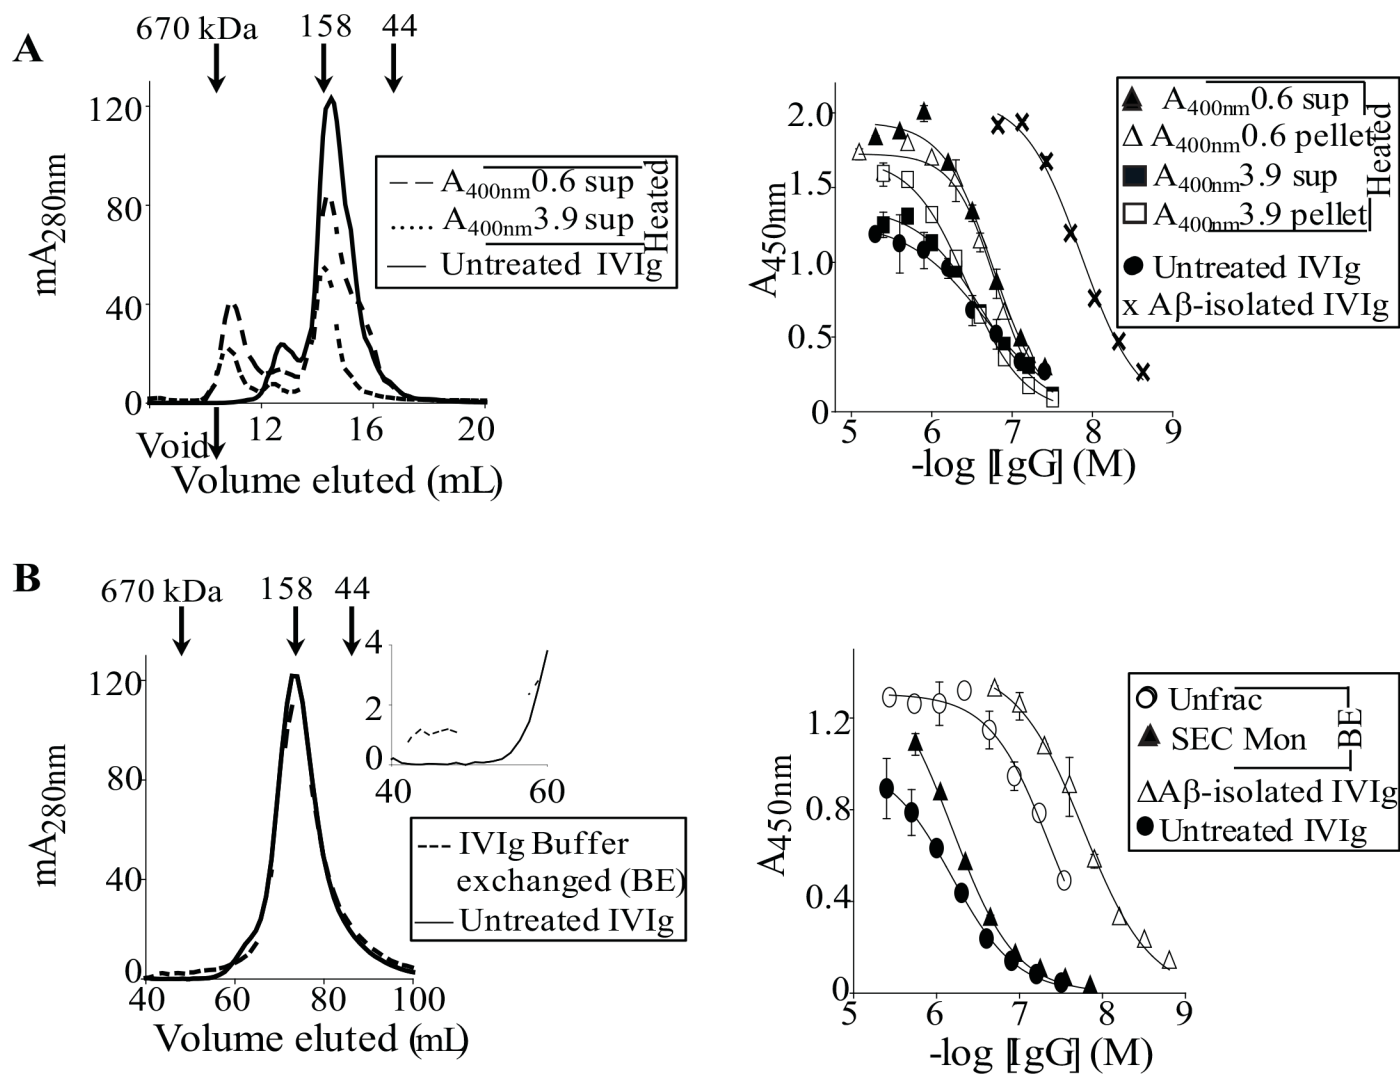 A
670 kDa 158 44
120
80
40
0
mA280nm
Void 12 16 20
Volume eluted (mL)
A400nm0.6 sup
A400nm3.9 sup
Heated
Untreated IVIg
2.0
1.5
1.0
0.5
0
A450nm
5 6 7 8 9
-log [IgG] (M)
A400nm0.6 sup
A400nm0.6 pellet
A400nm3.9 sup
A400nm3.9 pellet
Heated
Untreated IVIg
x Aβ-isolated IVIg
B
670 kDa 158 44
120
80
40
0
mA280nm
40 60 80 100
Volume eluted (mL)
4
2
0
40 60
IVIg Buffer
exchanged (BE)
Untreated IVIg
1.2
0.8
0.4
0
A450nm
5 6 7 8 9
-log [IgG] (M)
Unfrac
SEC Mon
BE
Aβ-isolated IVIg
Untreated IVIg